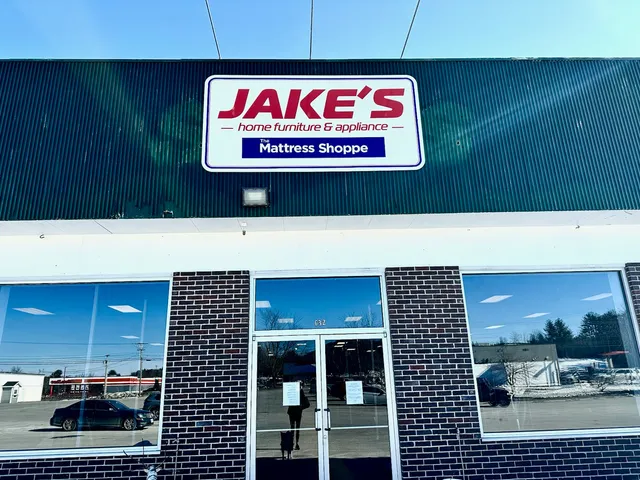 JAKE'S
home furniture & appliance
The Mattress Shoppe